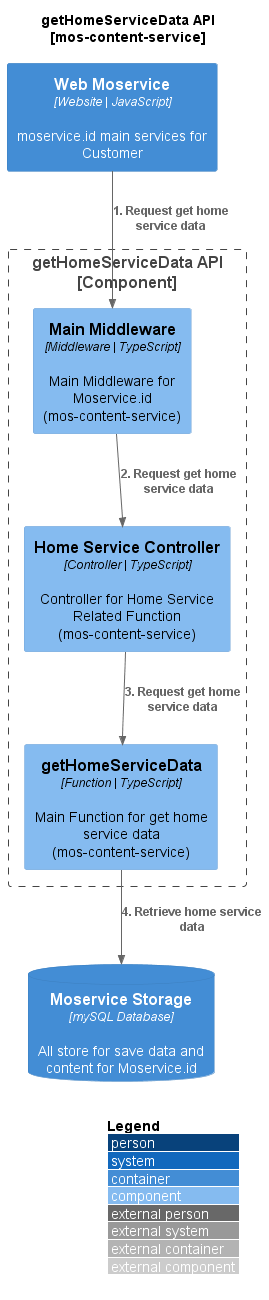 getHomeServiceData API
[mos-content-service]
Web Moservice
[Website | JavaScript]
moservice.id main services for
Customer
1. Request get home
service data
getHomeServiceData API
[Component]
Main Middleware
[Middleware | TypeScript]
Main Middleware for
Moservice.id
(mos-content-service)
2. Request get home
service data
Home Service Controller
[Controller | TypeScript]
Controller for Home Service
Related Function
(mos-content-service)
3. Request get home
service data
getHomeServiceData
[Function | TypeScript]
Main Function for get home
service data
(mos-content-service)
4. Retrieve home service
data
Moservice Storage
[mySQL Database]
All store for save data and
content for Moservice.id
Legend
person
system
container
component
external person
external system
external container
external component